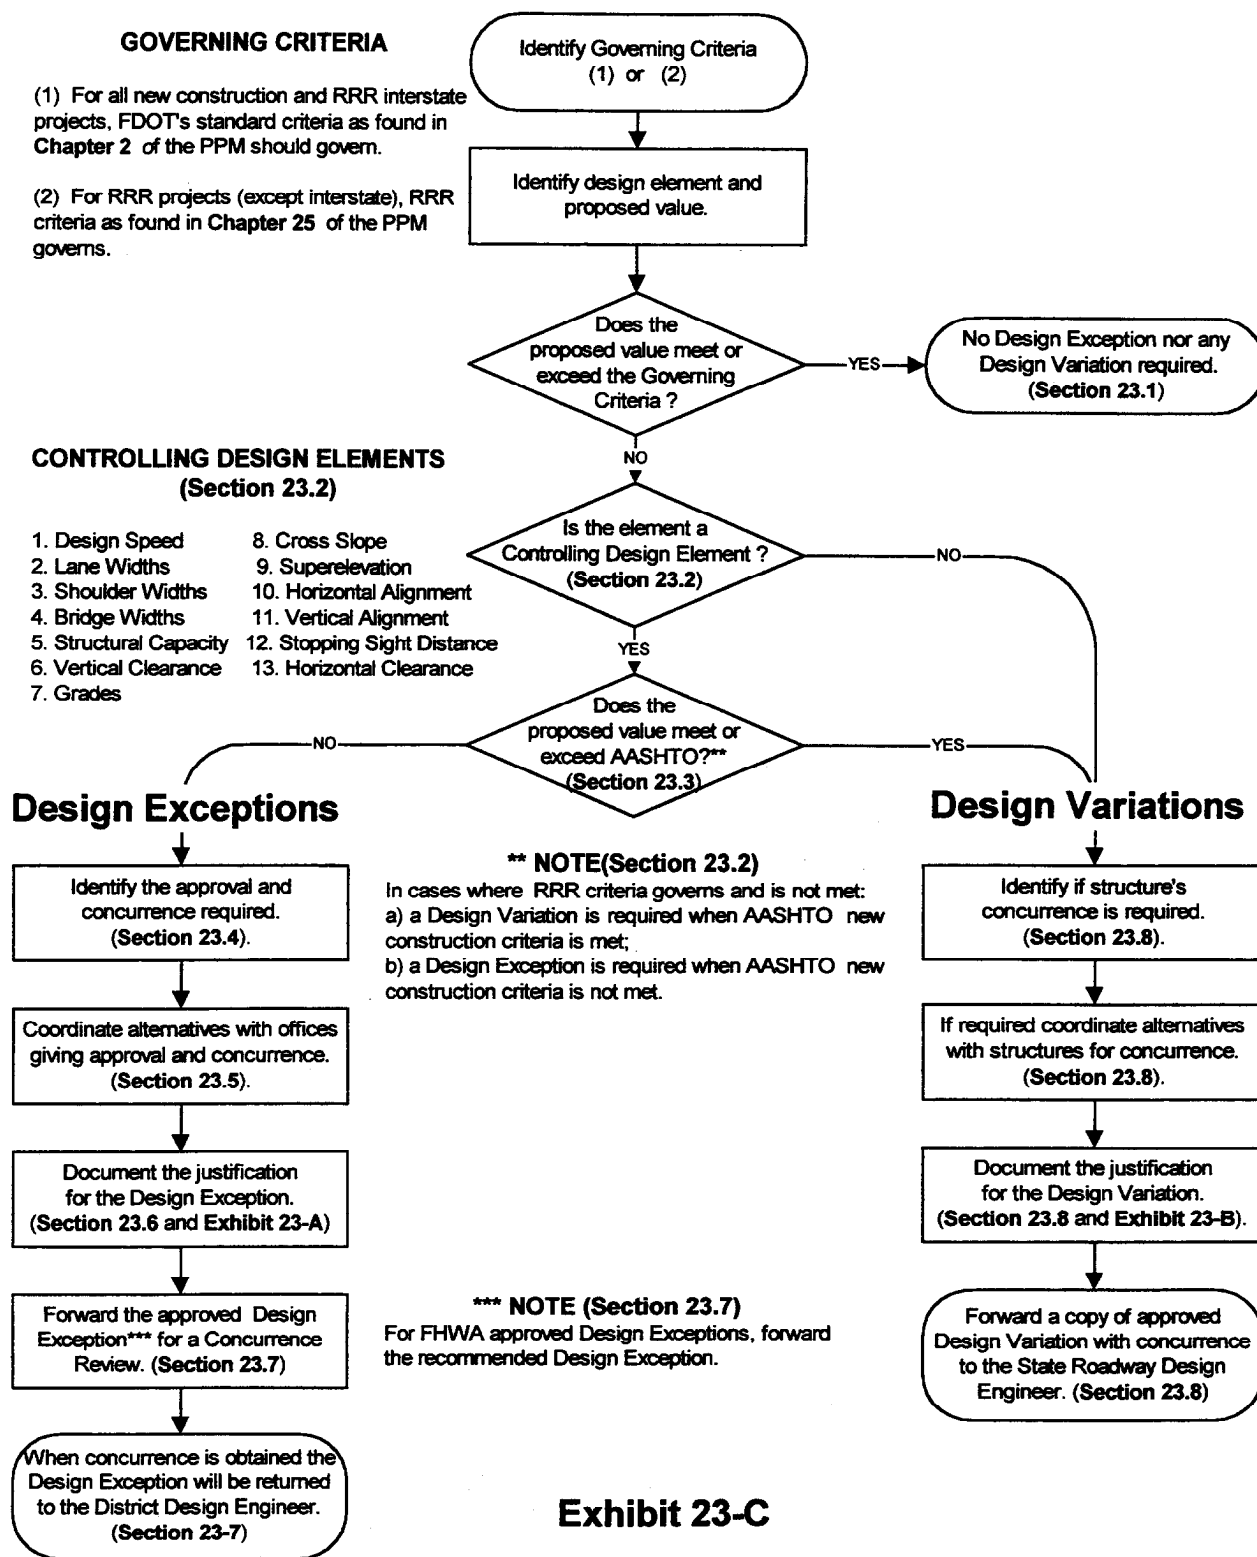 GOVERNING CRITERIA
(1) For all new construction and RRR interstate
projects, FDOT's standard criteria as found in
Chapter 2 of the PPM should govern.
(2) For RRR projects (except interstate), RRR
criteria as found in Chapter 25 of the PPM
governs.
Identify Governing Criteria
(1) or (2)
Identify design element and
proposed value.
Does the
proposed value meet or
exceed the Governing
Criteria ?
YES
No Design Exception nor any
Design Variation required.
(Section 23.1)
NO
CONTROLLING DESIGN ELEMENTS
(Section 23.2)
1. Design Speed
2. Lane Widths
3. Shoulder Widths
4. Bridge Widths
5. Structural Capacity
6. Vertical Clearance
7. Grades
8. Cross Slope
9. Superelevation
10. Horizontal Alignment
11. Vertical Alignment
12. Stopping Sight Distance
13. Horizontal Clearance
Is the element a
Controlling Design Element ?
(Section 23.2)
NO
YES
Does the
proposed value meet or
exceed AASHTO?**
(Section 23.3)
NO
YES
Design Exceptions
Identify the approval and
concurrence required.
(Section 23.4).
Coordinate alternatives with offices
giving approval and concurrence.
(Section 23.5).
Document the justification
for the Design Exception.
(Section 23.6 and Exhibit 23-A)
Forward the approved Design
Exception*** for a Concurrence
Review. (Section 23.7)
When concurrence is obtained the
Design Exception will be returned
to the District Design Engineer.
(Section 23-7)
** NOTE(Section 23.2)
In cases where RRR criteria governs and is not met:
a) a Design Variation is required when AASHTO new
construction criteria is met;
b) a Design Exception is required when AASHTO new
construction criteria is not met.
*** NOTE (Section 23.7)
For FHWA approved Design Exceptions, forward
the recommended Design Exception.
Design Variations
Identify if structure's
concurrence is required.
(Section 23.8).
If required coordinate alternatives
with structures for concurrence.
(Section 23.8).
Document the justification
for the Design Variation.
(Section 23.8 and Exhibit 23-B).
Forward a copy of approved
Design Variation with concurrence
to the State Roadway Design
Engineer. (Section 23.8)
Exhibit 23-C